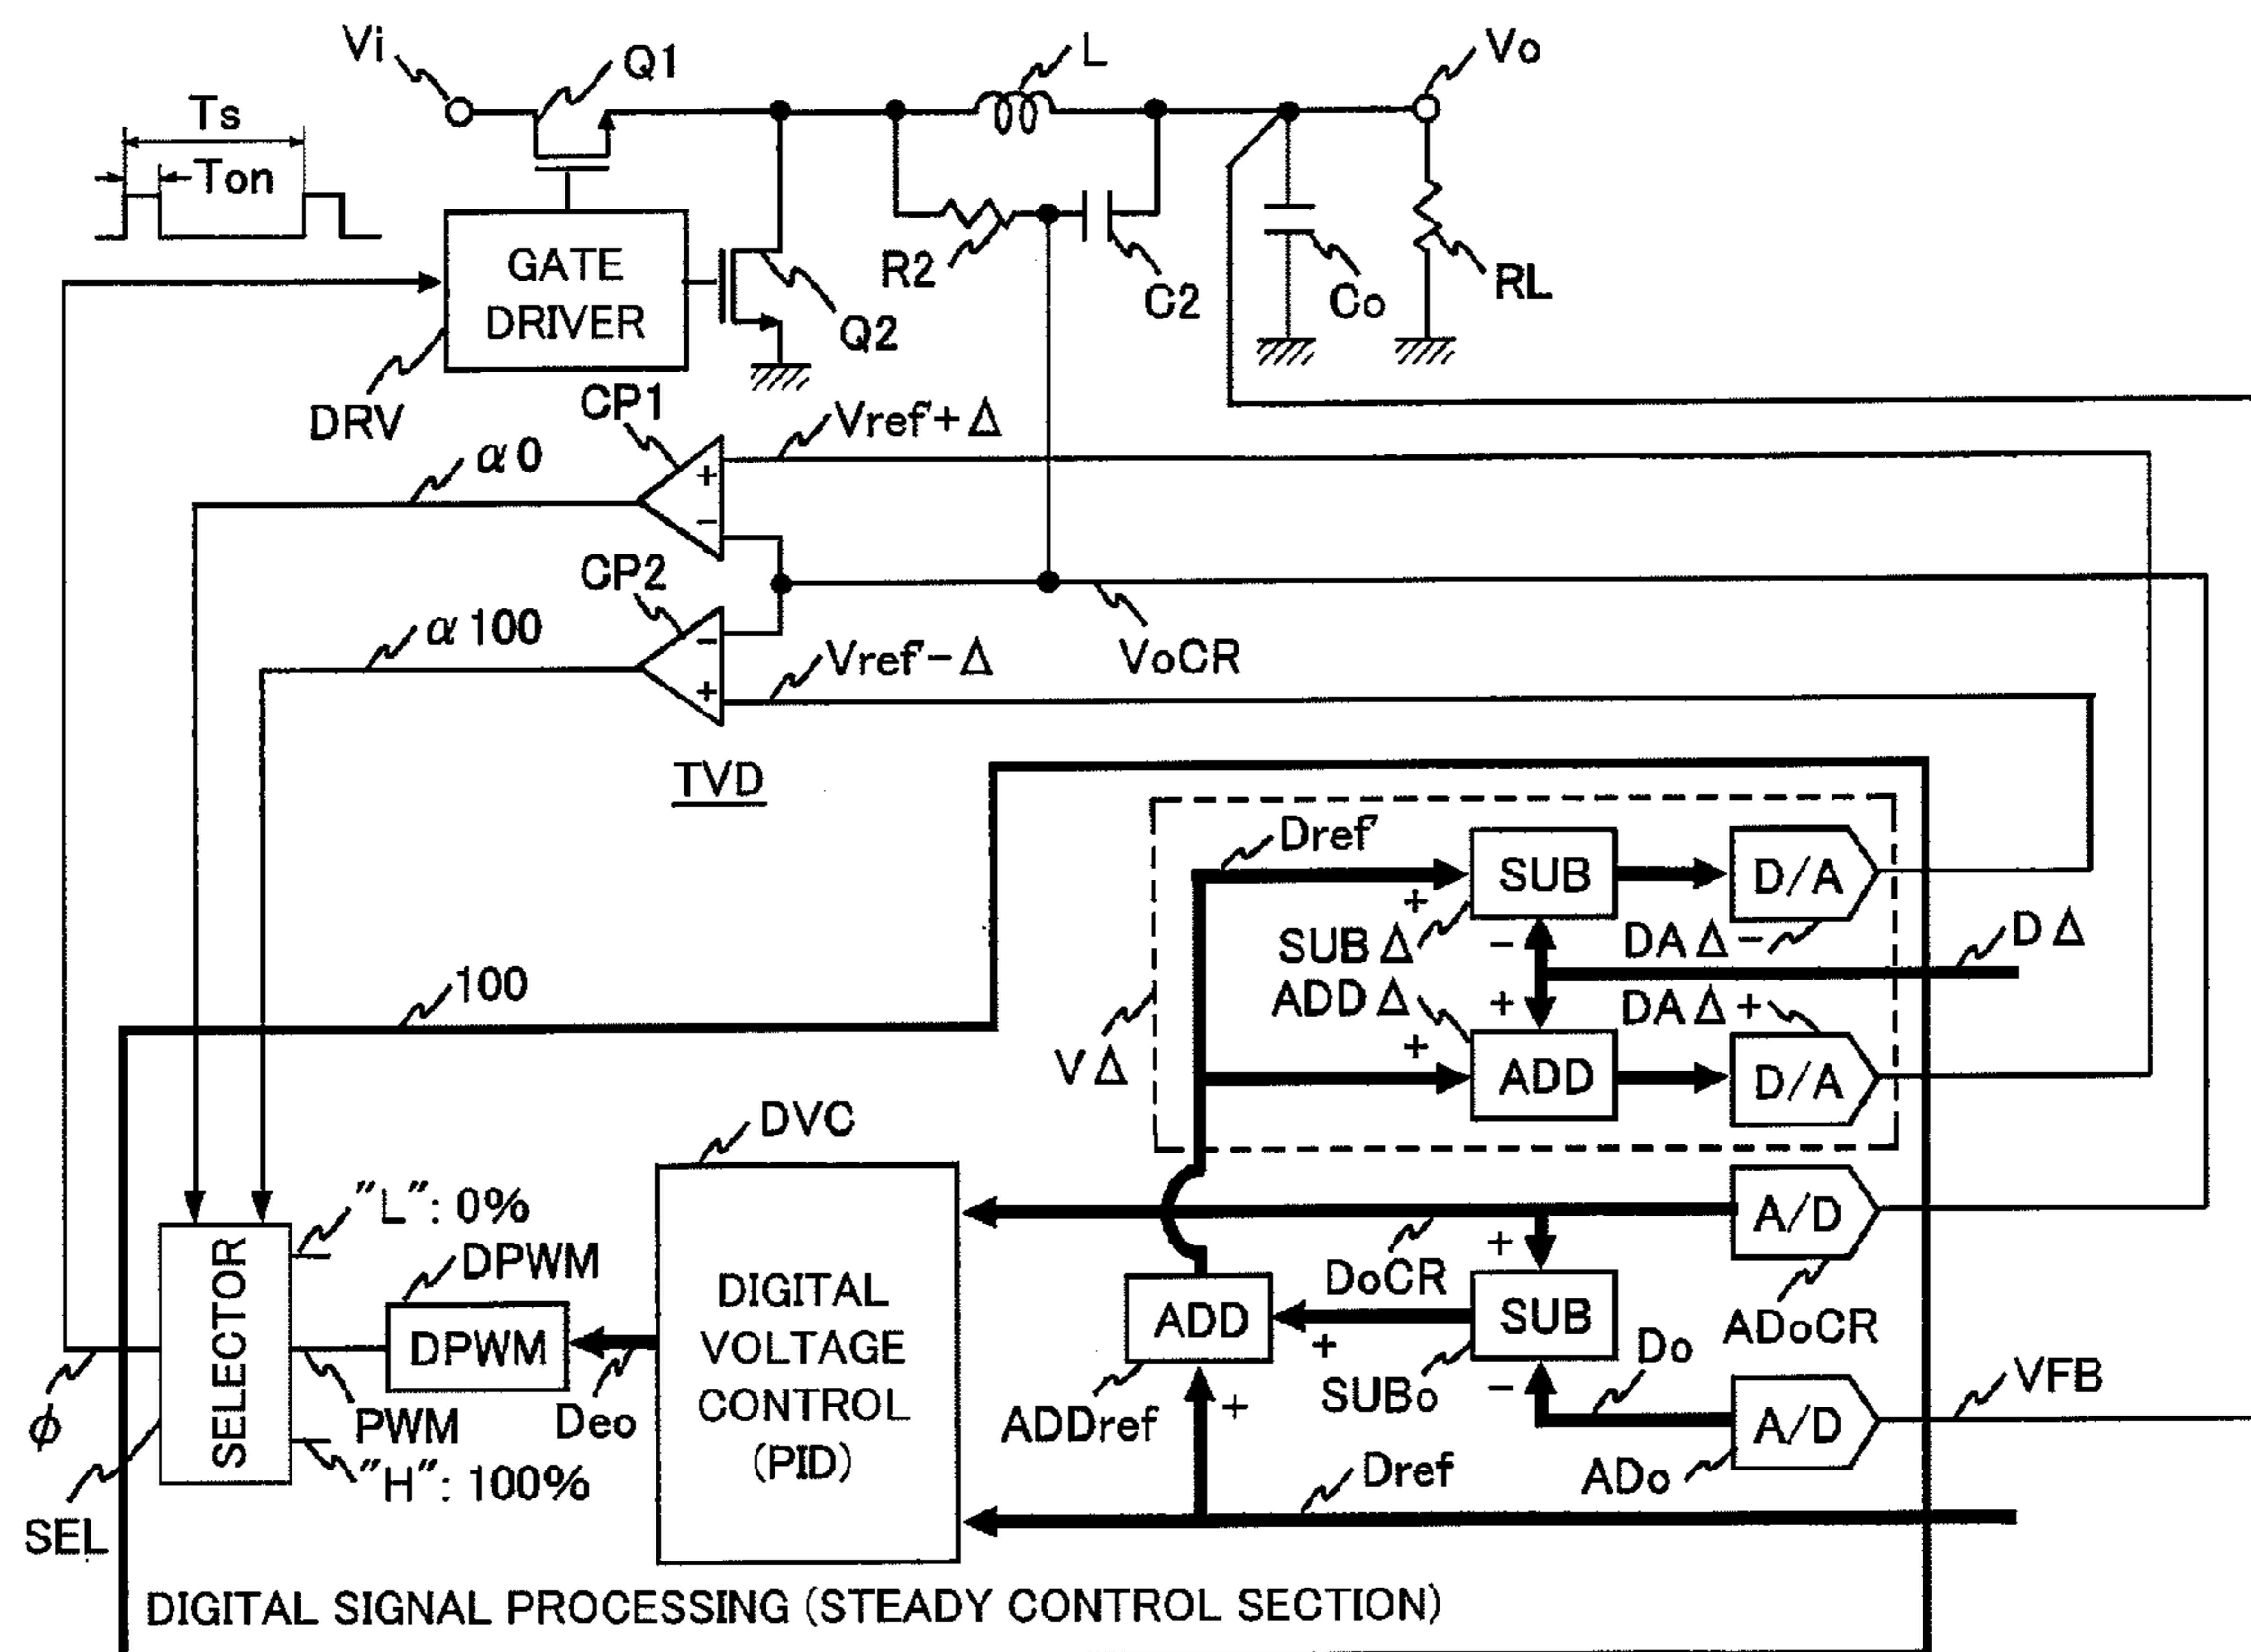 Vi
Q1
L
Vo
Ts
Ton
GATE
DRIVER
Q2
R2
C2
Co
RL
DRV
CP1
Vref'+Δ
α0
+
−
CP2
α100
−
+
Vref'−Δ
VoCR
TVD
Dref'
SUB
D/A
+
SUBΔ
−
DAΔ−
DΔ
100
ADDΔ
+
DAΔ+
+
VΔ
ADD
D/A
DVC
"L": 0%
DPWM
A/D
+
DoCR
SELECTOR
DPWM
DIGITAL
VOLTAGE
CONTROL
(PID)
ADD
+
SUB
ADoCR
Do
φ
PWM
Deo
ADDref
+
SUBo
−
A/D
VFB
"H": 100%
Dref
ADo
SEL
DIGITAL SIGNAL PROCESSING (STEADY CONTROL SECTION)